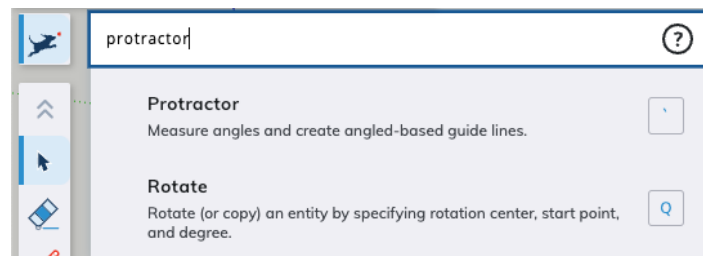 protractor
?
Protractor
Measure angles and create angled-based guide lines.
`
Rotate
Rotate (or copy) an entity by specifying rotation center, start point,
and degree.
Q